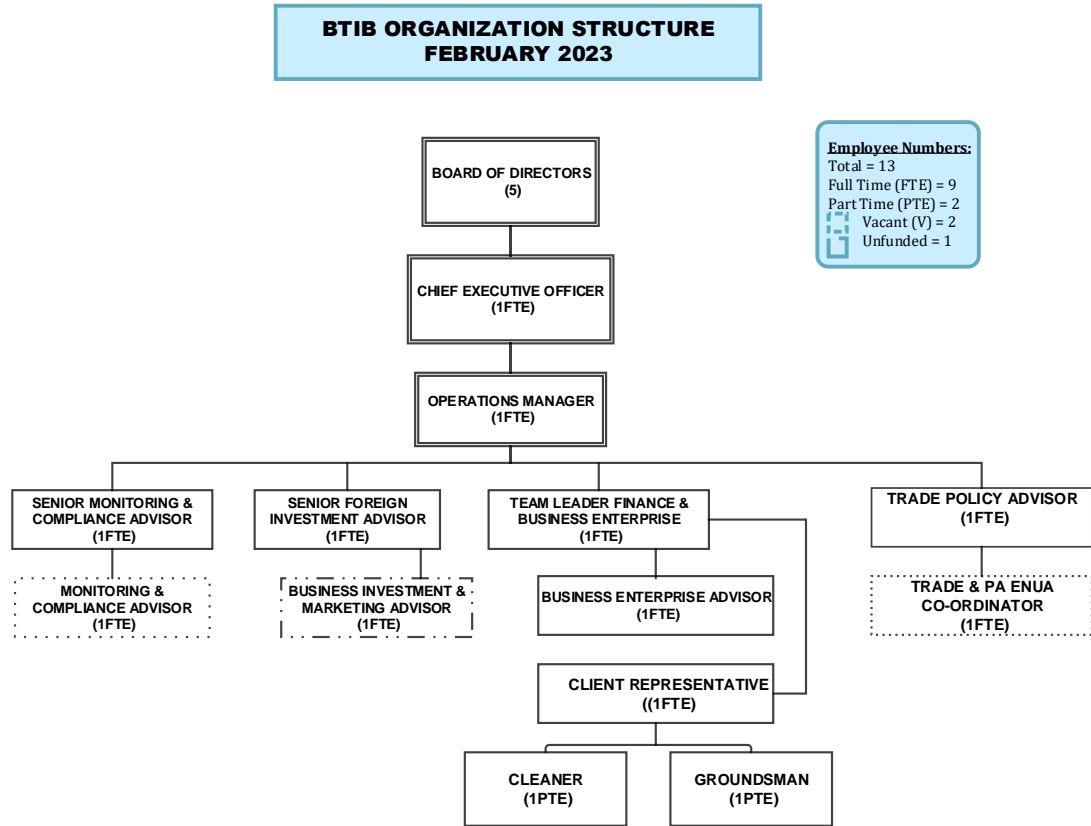 BTIB ORGANIZATION STRUCTURE
FEBRUARY 2023
Employee Numbers:
Total = 13
Full Time (FTE) = 9
Part Time (PTE) = 2
Vacant (V) = 2
Unfunded = 1
BOARD OF DIRECTORS
(5)
CHIEF EXECUTIVE OFFICER
(1FTE)
OPERATIONS MANAGER
(1FTE)
SENIOR MONITORING &
COMPLIANCE ADVISOR
(1FTE)
SENIOR FOREIGN
INVESTMENT ADVISOR
(1FTE)
TEAM LEADER FINANCE &
BUSINESS ENTERPRISE
(1FTE)
TRADE POLICY ADVISOR
(1FTE)
MONITORING &
COMPLIANCE ADVISOR
(1FTE)
BUSINESS INVESTMENT &
MARKETING ADVISOR
(1FTE)
BUSINESS ENTERPRISE ADVISOR
(1FTE)
TRADE & PA ENUA
CO-ORDINATOR
(1FTE)
CLIENT REPRESENTATIVE
((1FTE)
CLEANER
(1PTE)
GROUNDSMAN
(1PTE)